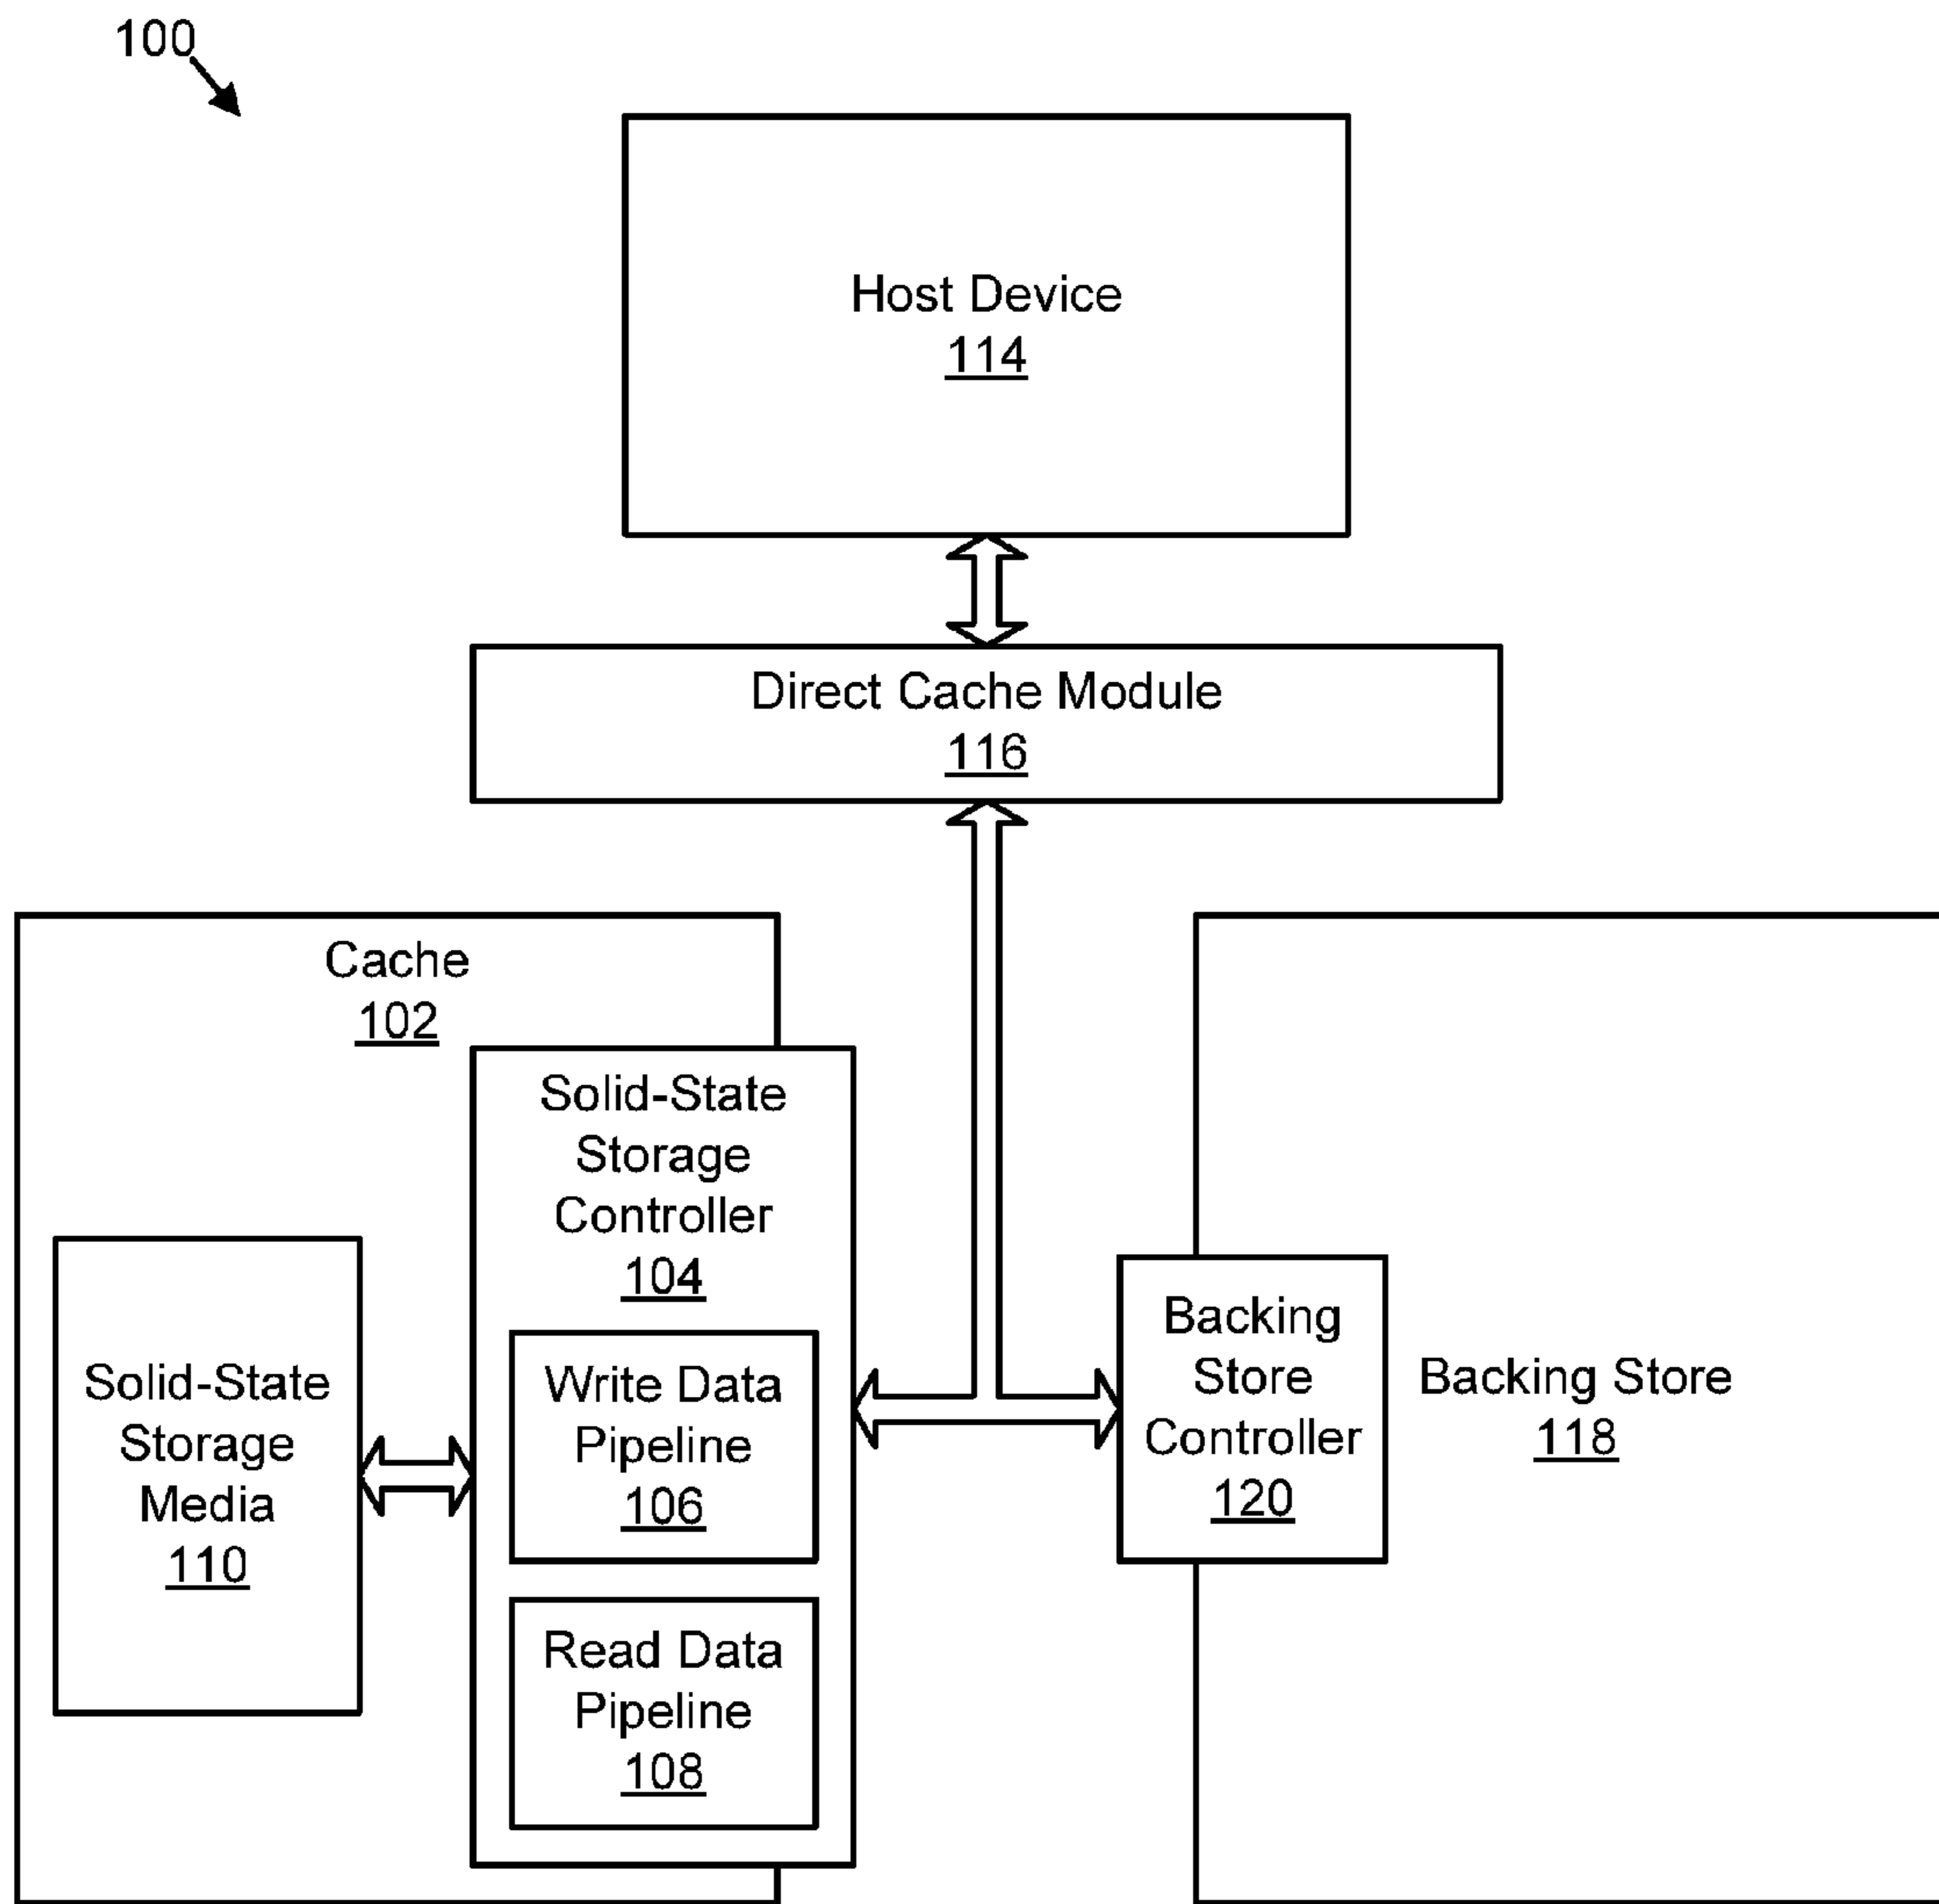 100
Host Device
114
Direct Cache Module
116
Cache
102
Solid-State
Storage
Controller
104
Write Data
Pipeline
106
Read Data
Pipeline
108
Solid-State
Storage
Media
110
Backing
Store
Controller
120
Backing Store
118